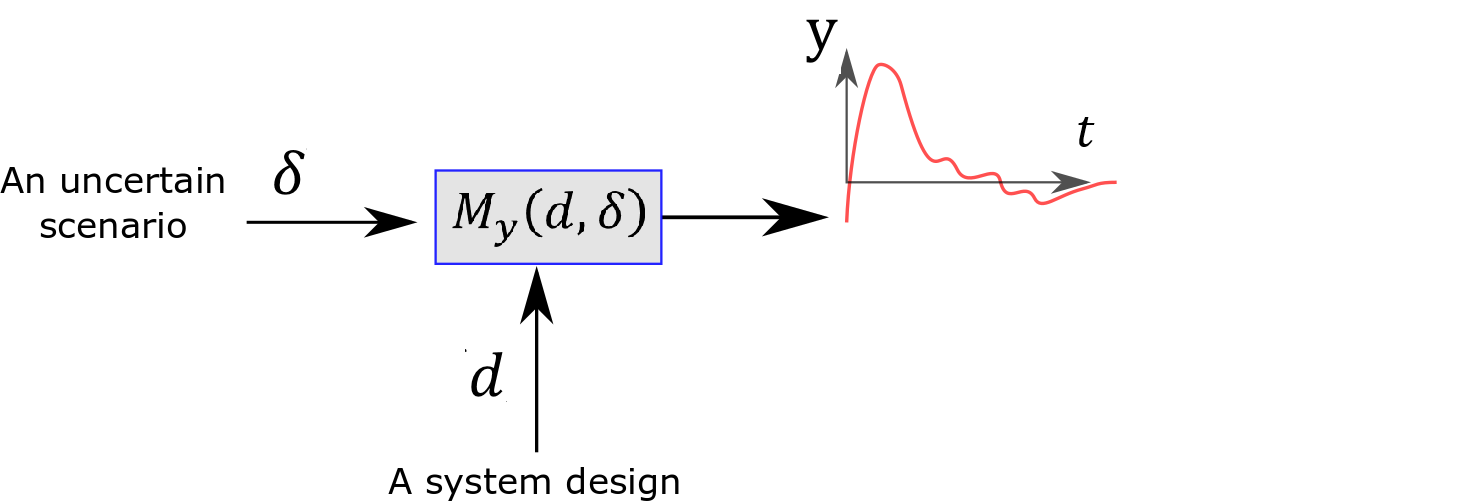 y
t
An uncertain
scenario
δ
M_y(d, δ)
d
A system design